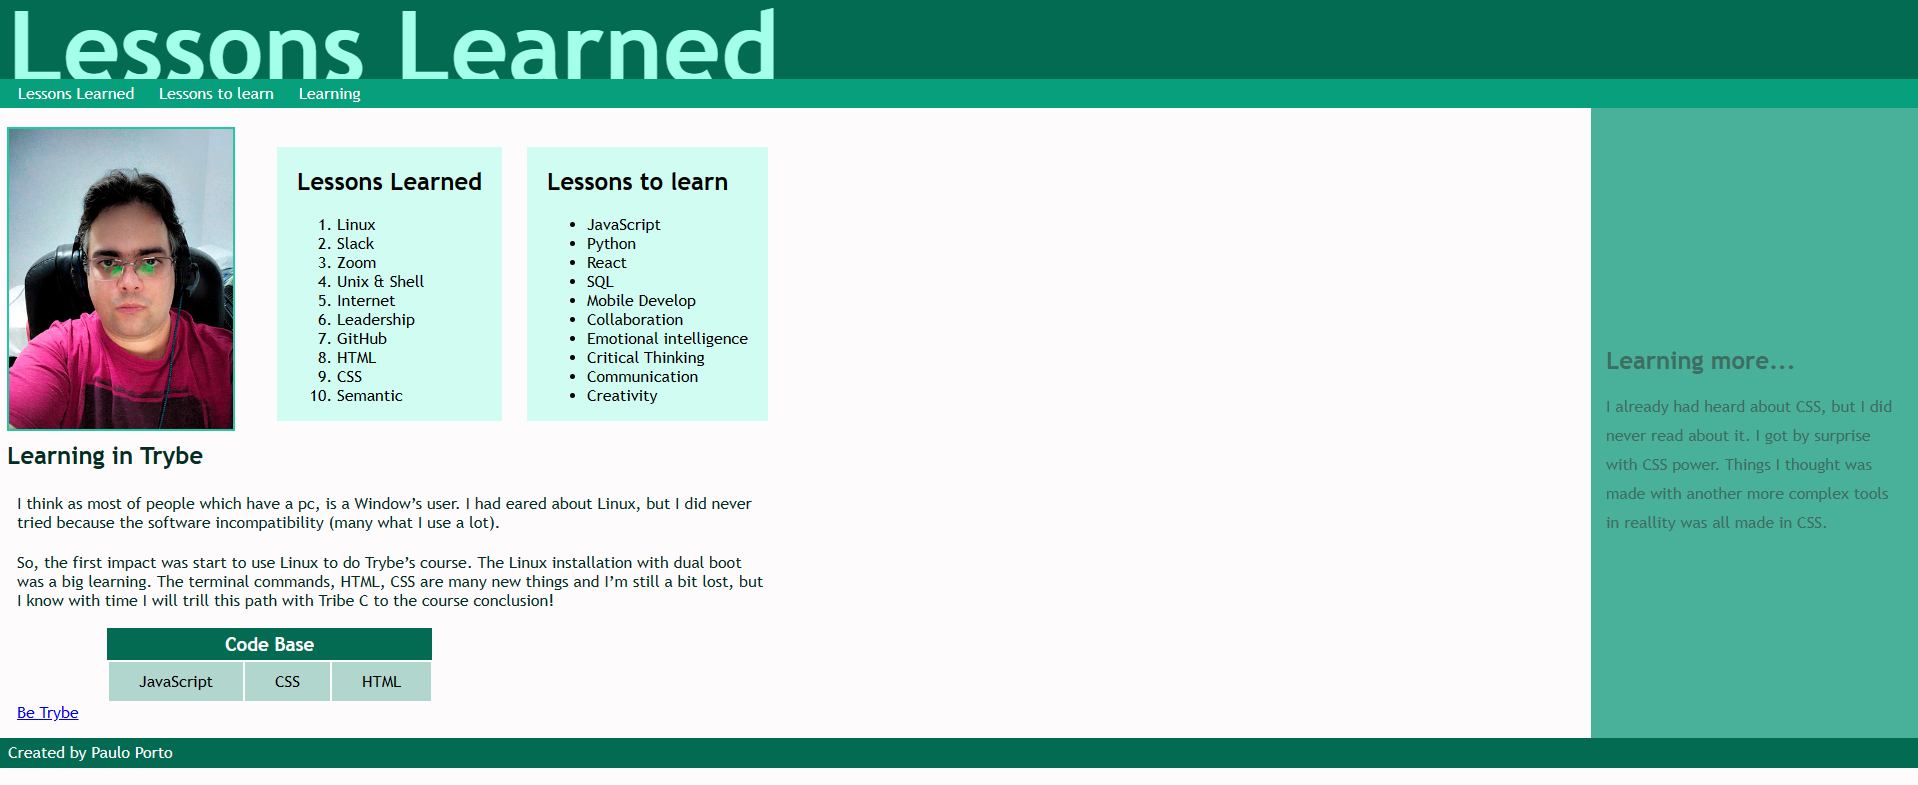 Lessons Learned
Lessons Learned
Lessons to learn
Learning
Lessons Learned
1. Linux
2. Slack
3. Zoom
4. Unix & Shell
5. Internet
6. Leadership
7. GitHub
8. HTML
9. CSS
10. Semantic
Lessons to learn
• JavaScript
• Python
• React
• SQL
• Mobile Develop
• Collaboration
• Emotional intelligence
• Critical Thinking
• Communication
• Creativity
Learning in Trybe
I think as most of people which have a pc, is a Window’s user. I had eared about Linux, but I did never
tried because the software incompatibility (many what I use a lot).
So, the first impact was start to use Linux to do Trybe’s course. The Linux installation with dual boot
was a big learning. The terminal commands, HTML, CSS are many new things and I’m still a bit lost, but
I know with time I will trill this path with Tribe C to the course conclusion!
Code Base
JavaScript CSS HTML
Be Trybe
Learning more...
I already had heard about CSS, but I did
never read about it. I got by surprise
with CSS power. Things I thought was
made with another more complex tools
in reallity was all made in CSS.
Created by Paulo Porto